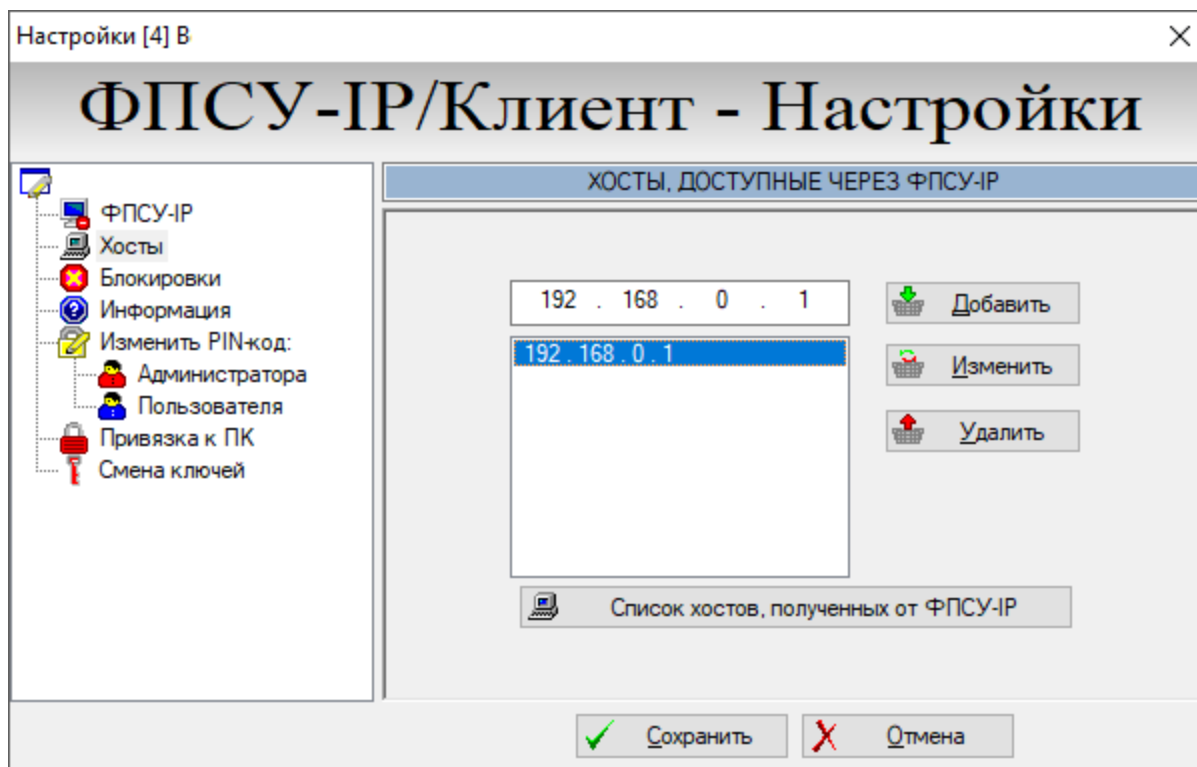 Настройки [4] B
ФПСУ-IP/Клиент - Настройки
ФПСУ-IP
Хосты
Блокировки
Информация
Изменить PIN-код:
Администратора
Пользователя
Привязка к ПК
Смена ключей
ХОСТЫ, ДОСТУПНЫЕ ЧЕРЕЗ ФПСУ-IP
192 . 168 . 0 . 1
Добавить
192 . 168 . 0 . 1
Изменить
Удалить
Список хостов, полученных от ФПСУ-IP
Сохранить
Отмена